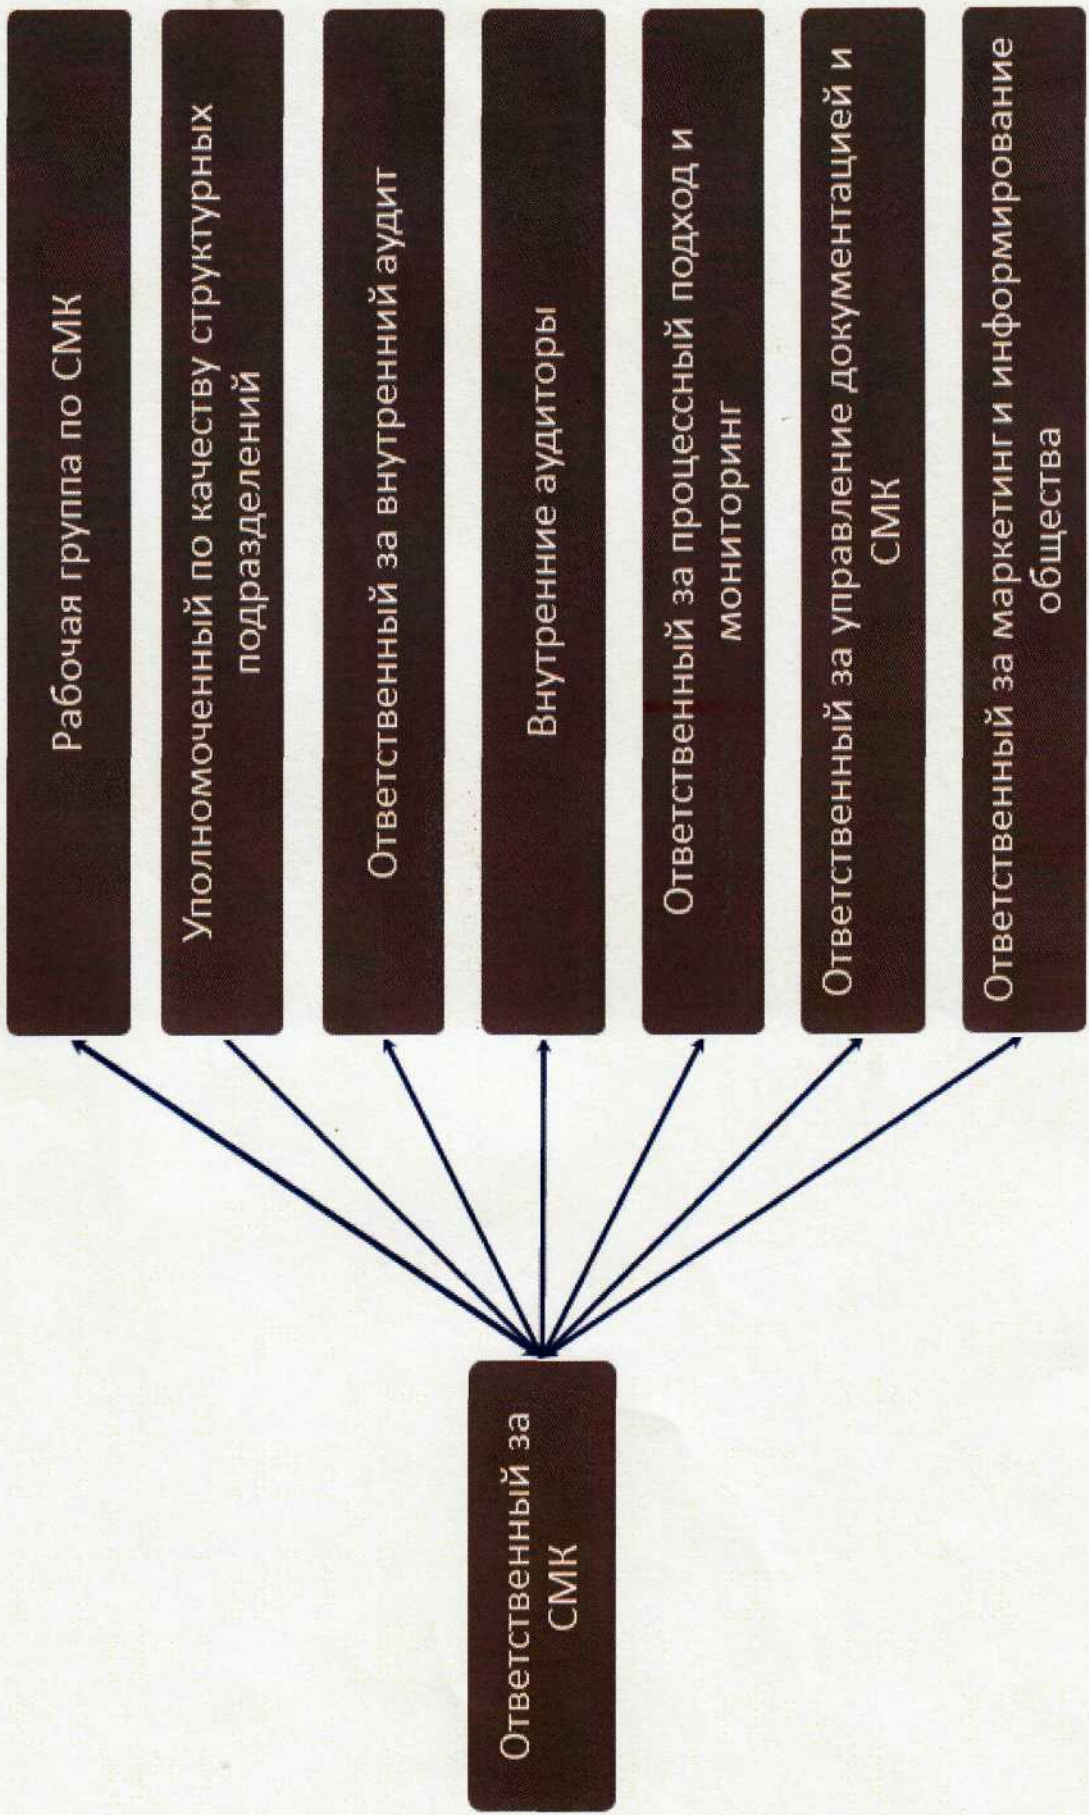 Ответственный за
СМК
Рабочая группа по СМК
Уполномоченный по качеству структурных
подразделений
Ответственный за внутренний аудит
Внутренние аудиторы
Ответственный за процессный подход и
мониторинг
Ответственный за управление документацией и
СМК
Ответственный за маркетинг и информирование
общества